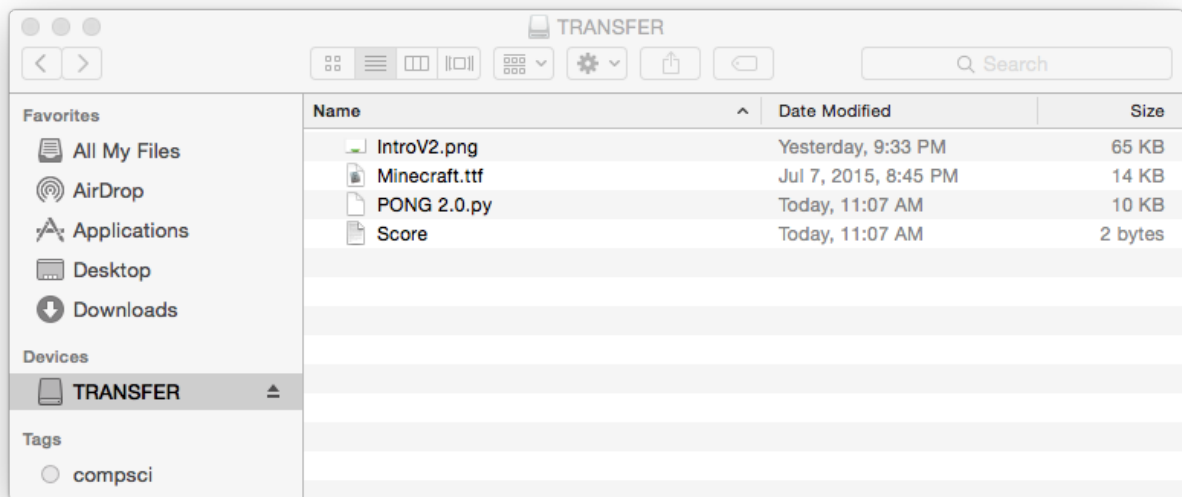 TRANSFER
Search
Favorites
All My Files
AirDrop
Applications
Desktop
Downloads
Devices
TRANSFER
Tags
compsci
Name Date Modified Size
IntroV2.png Yesterday, 9:33 PM 65 KB
Minecraft.ttf Jul 7, 2015, 8:45 PM 14 KB
PONG 2.0.py Today, 11:07 AM 10 KB
Score Today, 11:07 AM 2 bytes